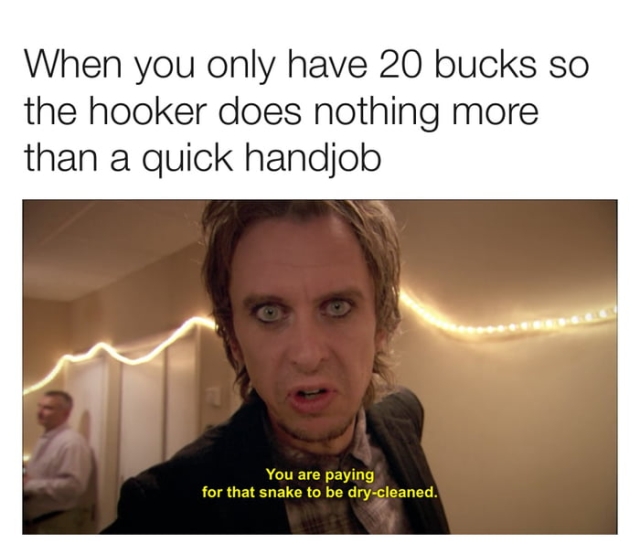 When you only have 20 bucks so
the hooker does nothing more
than a quick handjob
You are paying
for that snake to be dry-cleaned.